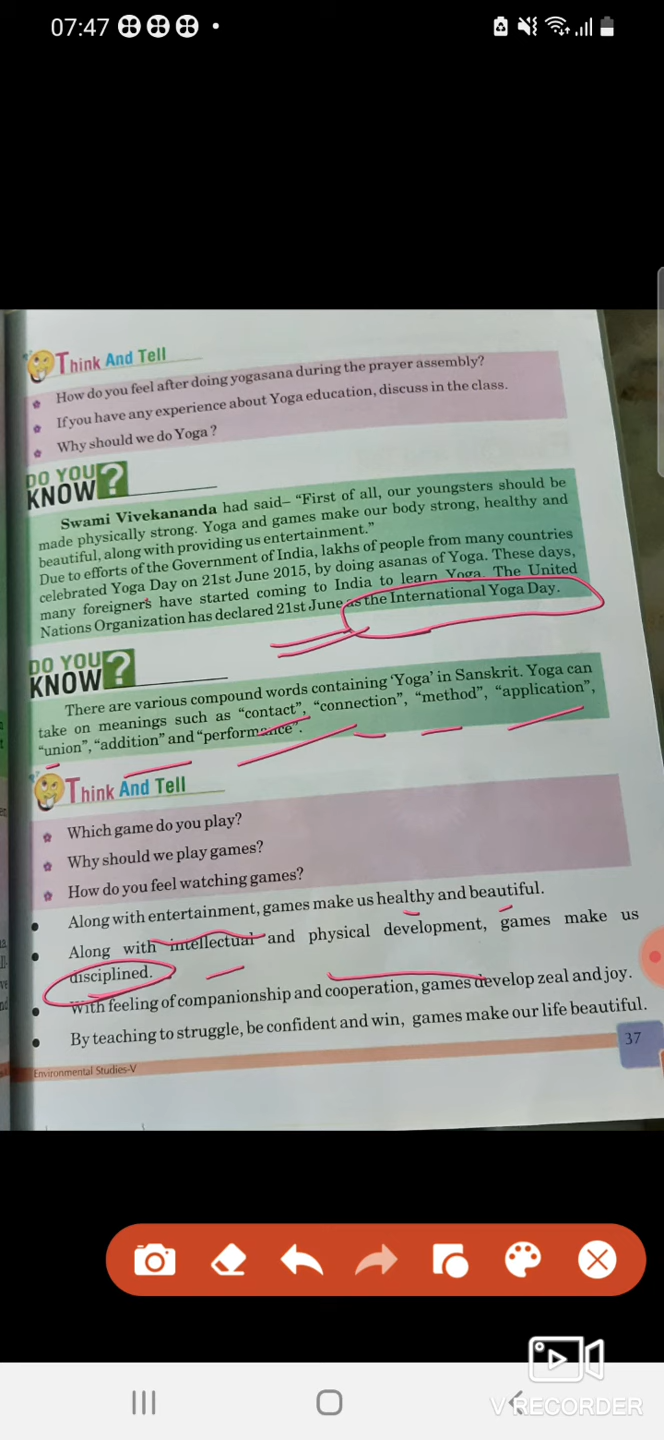 07:47
Think And Tell
How do you feel after doing yogasana during the prayer assembly?
If you have any experience about Yoga education, discuss in the class.
Why should we do Yoga ?
DO YOU
KNOW ?
Swami Vivekananda had said– “First of all, our youngsters should be
made physically strong. Yoga and games make our body strong, healthy and
beautiful, along with providing us entertainment.”
Due to efforts of the Government of India, lakhs of people from many countries
celebrated Yoga Day on 21st June 2015, by doing asanas of Yoga. These days,
many foreigners have started coming to India to learn Yoga. The United
Nations Organization has declared 21st June as the International Yoga Day.
DO YOU
KNOW ?
There are various compound words containing ‘Yoga’ in Sanskrit. Yoga can
take on meanings such as “contact”, “connection”, “method”, “application”,
“union”, “addition” and “performance”.
Think And Tell
Which game do you play?
Why should we play games?
How do you feel watching games?
Along with entertainment, games make us healthy and beautiful.
Along with intellectual and physical development, games make us
disciplined.
With feeling of companionship and cooperation, games develop zeal and joy.
By teaching to struggle, be confident and win, games make our life beautiful.
37
Environmental Studies-V
V RECORDER